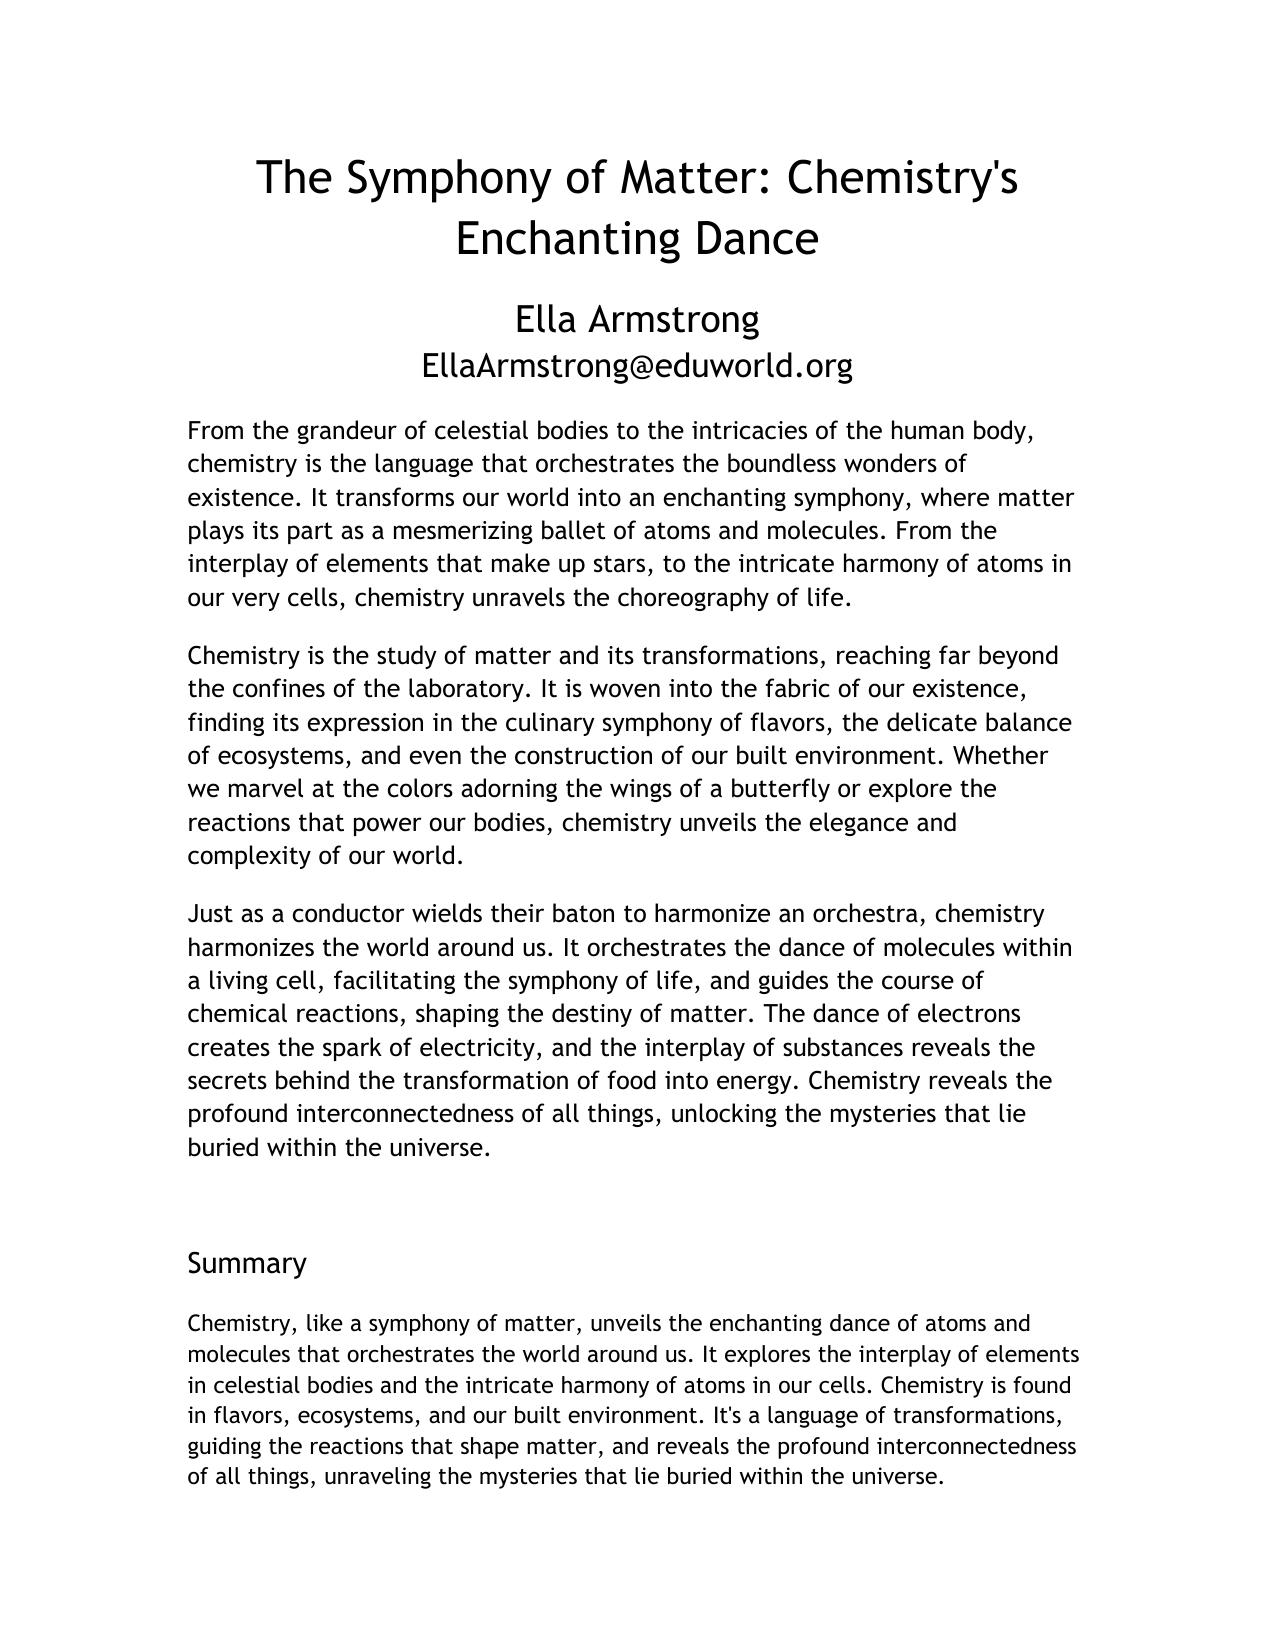 The Symphony of Matter: Chemistry's
Enchanting Dance
Ella Armstrong
EllaArmstrong@eduworld.org
From the grandeur of celestial bodies to the intricacies of the human body,
chemistry is the language that orchestrates the boundless wonders of
existence. It transforms our world into an enchanting symphony, where matter
plays its part as a mesmerizing ballet of atoms and molecules. From the
interplay of elements that make up stars, to the intricate harmony of atoms in
our very cells, chemistry unravels the choreography of life.
Chemistry is the study of matter and its transformations, reaching far beyond
the confines of the laboratory. It is woven into the fabric of our existence,
finding its expression in the culinary symphony of flavors, the delicate balance
of ecosystems, and even the construction of our built environment. Whether
we marvel at the colors adorning the wings of a butterfly or explore the
reactions that power our bodies, chemistry unveils the elegance and
complexity of our world.
Just as a conductor wields their baton to harmonize an orchestra, chemistry
harmonizes the world around us. It orchestrates the dance of molecules within
a living cell, facilitating the symphony of life, and guides the course of
chemical reactions, shaping the destiny of matter. The dance of electrons
creates the spark of electricity, and the interplay of substances reveals the
secrets behind the transformation of food into energy. Chemistry reveals the
profound interconnectedness of all things, unlocking the mysteries that lie
buried within the universe.
Summary
Chemistry, like a symphony of matter, unveils the enchanting dance of atoms and
molecules that orchestrates the world around us. It explores the interplay of elements
in celestial bodies and the intricate harmony of atoms in our cells. Chemistry is found
in flavors, ecosystems, and our built environment. It's a language of transformations,
guiding the reactions that shape matter, and reveals the profound interconnectedness
of all things, unraveling the mysteries that lie buried within the universe.